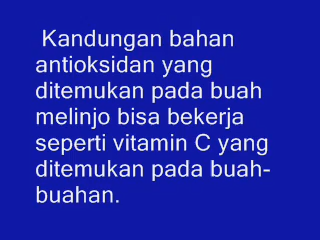 Kandungan bahan
antioksidan yang
ditemukan pada buah
melinjo bisa bekerja
seperti vitamin C yang
ditemukan pada buah-
buahan.